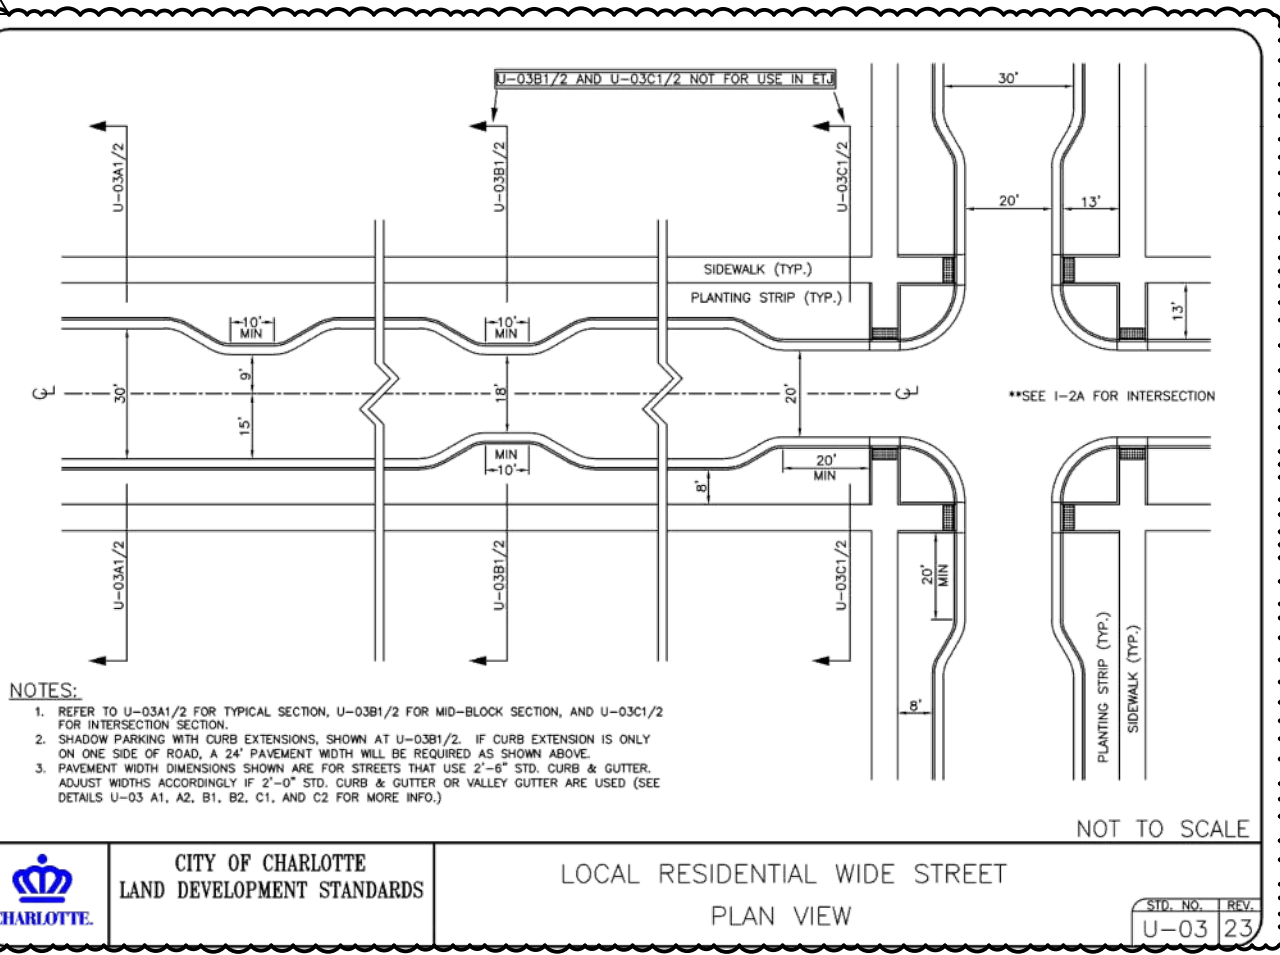 U-03B1/2 AND U-03C1/2 NOT FOR USE IN ETJ
30'
U-03A1/2
U-03B1/2
U-03C1/2
20'
13'
SIDEWALK (TYP.)
PLANTING STRIP (TYP.)
13'
10'
MIN
10'
MIN
9'
30'
18'
20'
15'
CL
CL
**SEE I-2A FOR INTERSECTION
MIN
10'
20'
MIN
8'
U-03A1/2
U-03B1/2
U-03C1/2
20'
MIN
8'
PLANTING STRIP (TYP.)
SIDEWALK (TYP.)
NOTES:
1. REFER TO U-03A1/2 FOR TYPICAL SECTION, U-03B1/2 FOR MID-BLOCK SECTION, AND U-03C1/2
FOR INTERSECTION SECTION.
2. SHADOW PARKING WITH CURB EXTENSIONS, SHOWN AT U-03B1/2. IF CURB EXTENSION IS ONLY
ON ONE SIDE OF ROAD, A 24' PAVEMENT WIDTH WILL BE REQUIRED AS SHOWN ABOVE.
3. PAVEMENT WIDTH DIMENSIONS SHOWN ARE FOR STREETS THAT USE 2'-6" STD. CURB & GUTTER.
ADJUST WIDTHS ACCORDINGLY IF 2'-0" STD. CURB & GUTTER OR VALLEY GUTTER ARE USED (SEE
DETAILS U-03 A1, A2, B1, B2, C1, AND C2 FOR MORE INFO.)
NOT TO SCALE
CHARLOTTE.
CITY OF CHARLOTTE
LAND DEVELOPMENT STANDARDS
LOCAL RESIDENTIAL WIDE STREET
PLAN VIEW
STD. NO.
REV.
U-03
23